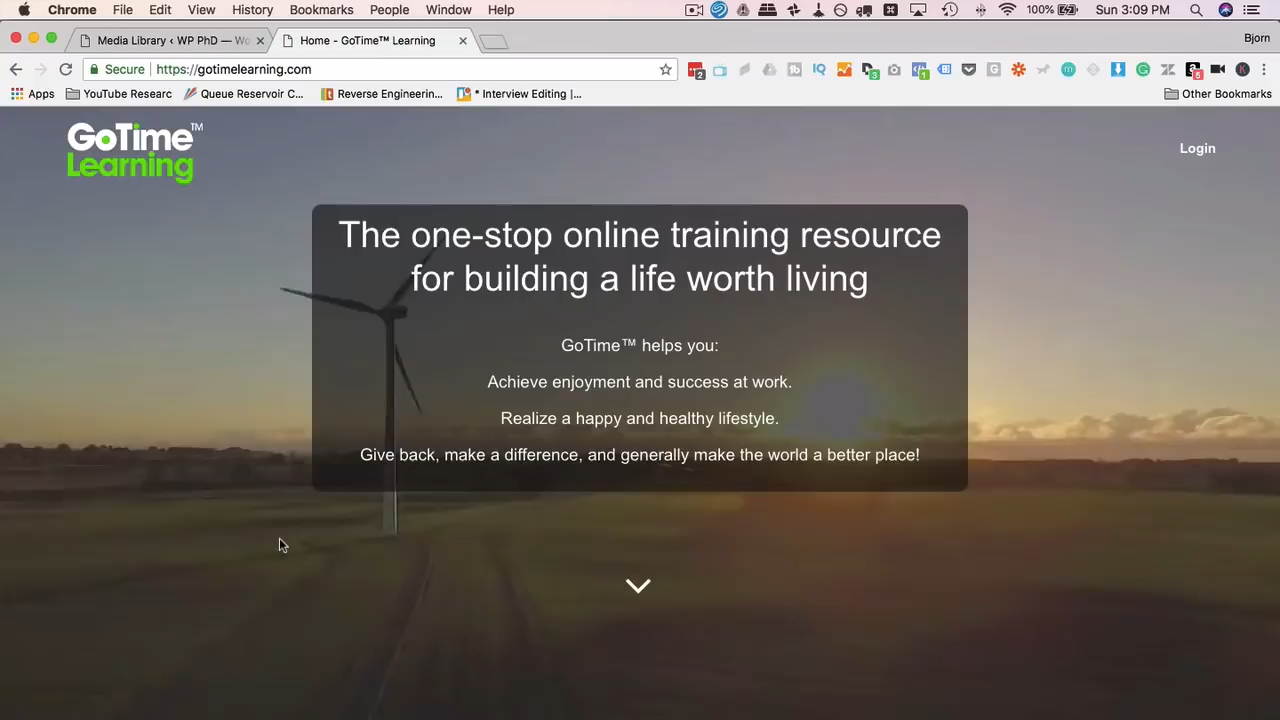 Chrome File Edit View History Bookmarks People Window Help 100% Sun 3:09 PM
Media Library ‹ WP PhD — Wo Home - GoTime™ Learning Bjorn
Secure https://gotimelearning.com
Apps YouTube Researc Queue Reservoir C... Reverse Engineerin... * Interview Editing |... Other Bookmarks
GoTime™
Learning
Login
The one-stop online training resource
for building a life worth living
GoTime™ helps you:
Achieve enjoyment and success at work.
Realize a happy and healthy lifestyle.
Give back, make a difference, and generally make the world a better place!